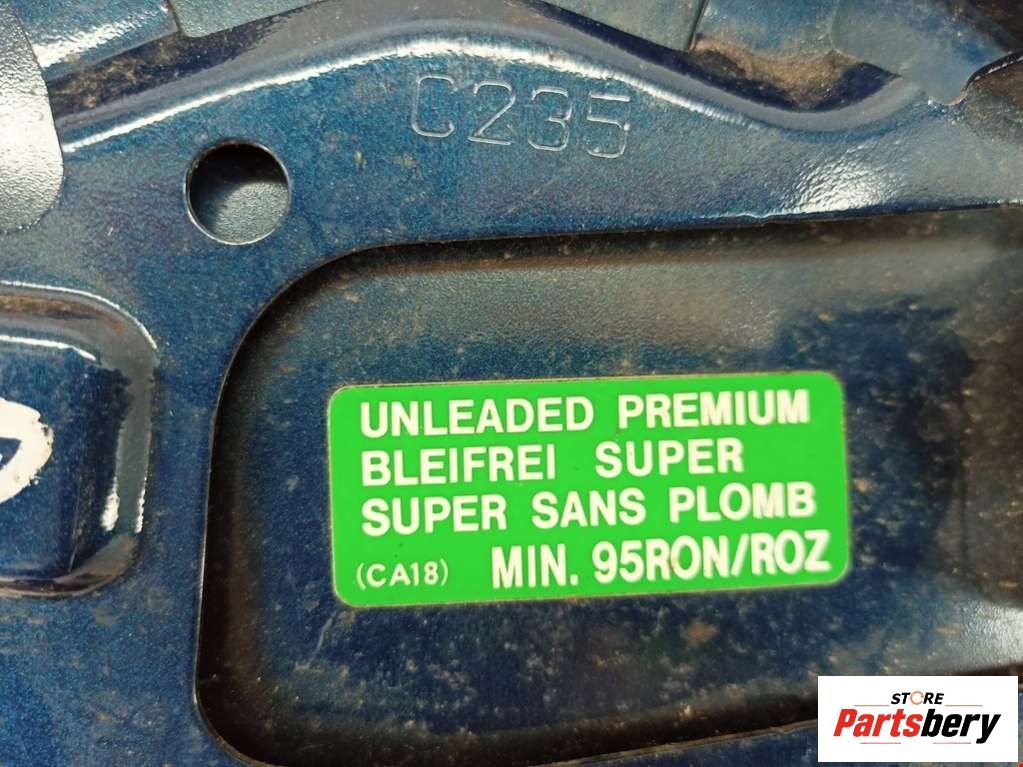 C235
UNLEADED PREMIUM
BLEIFREI SUPER
SUPER SANS PLOMB
(CA18) MIN. 95RON/ROZ
STORE
Partsbery